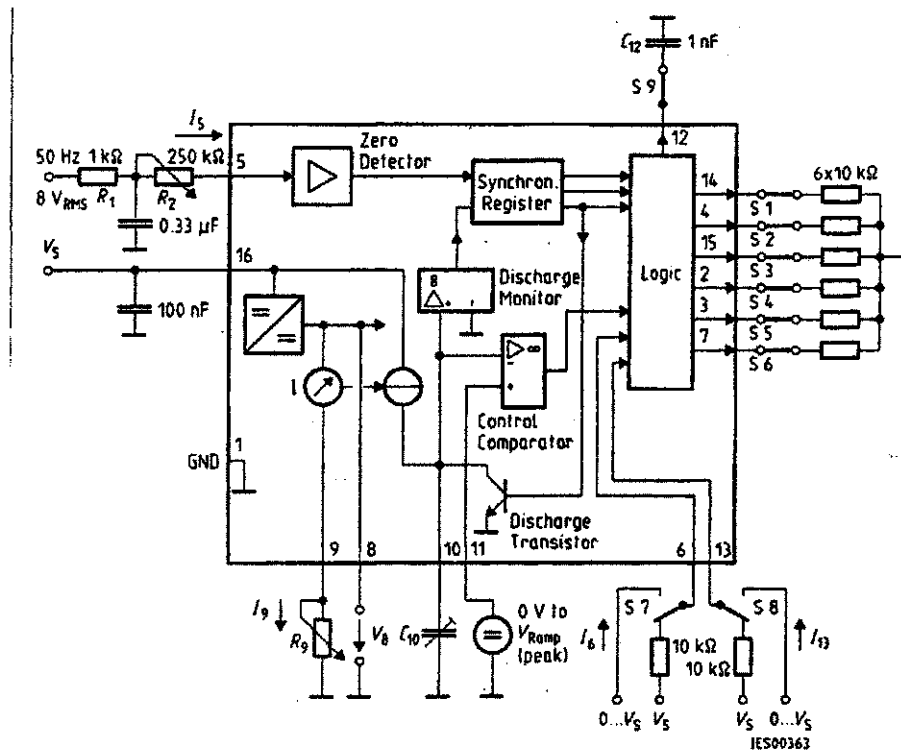 C12
1 nF
S 9
I5
12
50 Hz 1 kΩ
250 kΩ
5
Zero
Detector
8 VRMS
R1
R2
0.33 µF
Synchron.
Register
14
6x10 kΩ
S 1
4
S 2
15
S 3
Logic
2
S 4
3
S 5
7
S 6
VS
16
100 nF
8
Discharge
Monitor
∞
-
+
Control
Comparator
I
1
GND
Discharge
Transistor
9
8
10
11
6
13
I9
R9
V8
C10
0 V to
VRamp
(peak)
S 7
S 8
I6
I13
10 kΩ
10 kΩ
0...VS
VS
VS
0...VS
IES00363